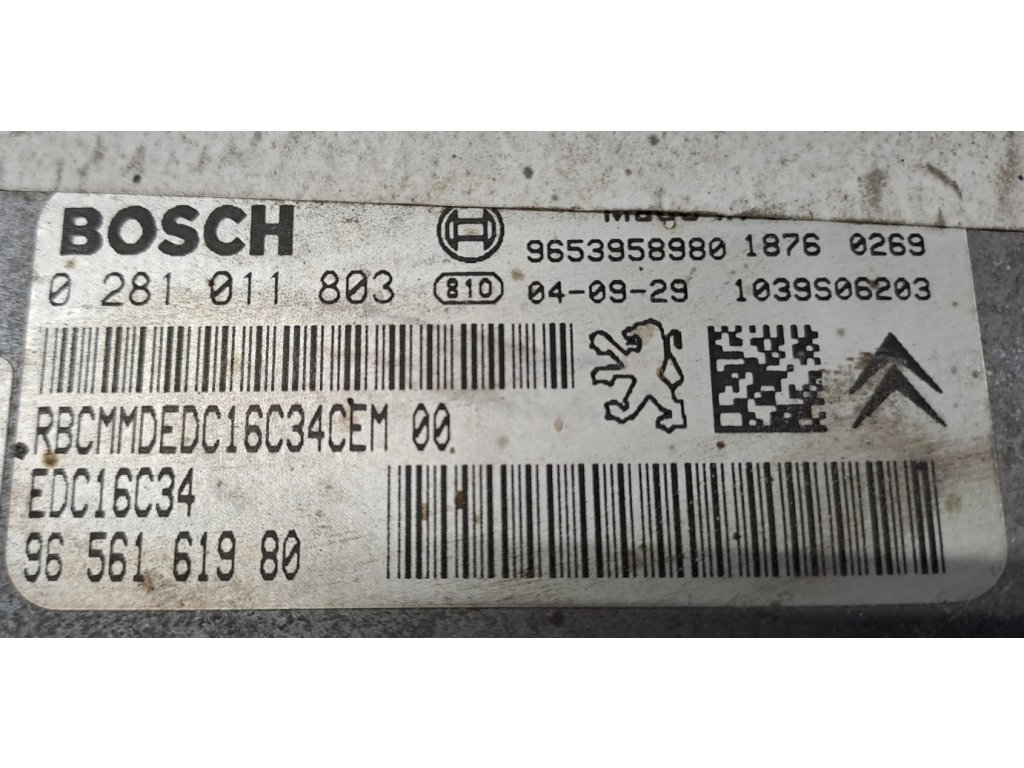 BOSCH
9653958980 1876 0269
0 281 011 803 810 04-09-29 1039S06203
RBCMMDEDC16C34CEM 00
EDC16C34
96 561 619 80